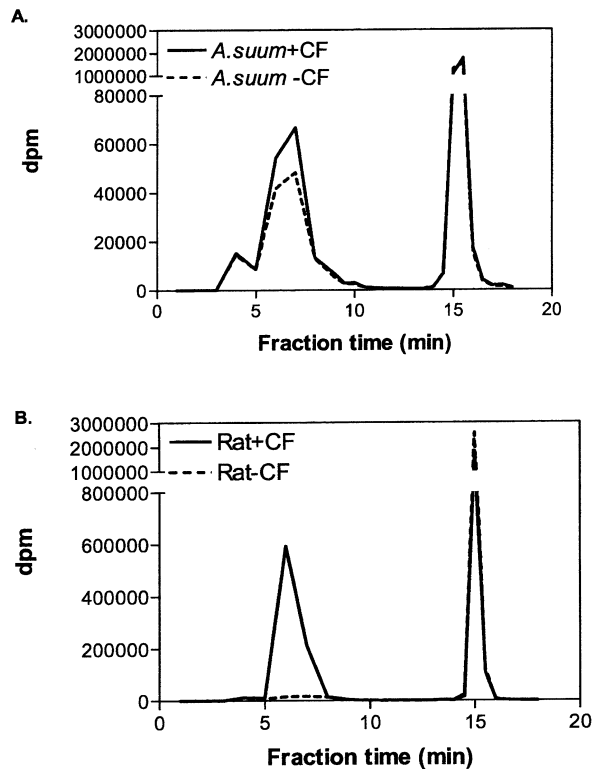 A.
3000000
2000000
1000000
80000
60000
40000
20000
0
dpm
A.suum+CF
A.suum -CF
0 5 10 15 20
Fraction time (min)
B.
3000000
2000000
1000000
800000
600000
400000
200000
0
dpm
Rat+CF
Rat-CF
0 5 10 15 20
Fraction time (min)